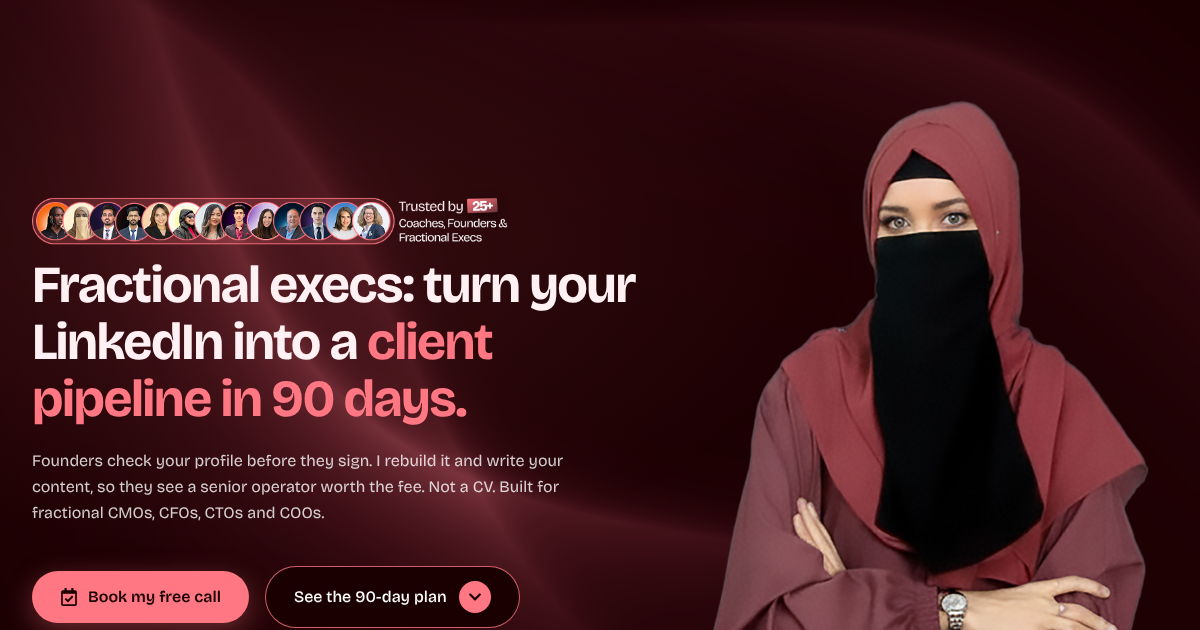 Trusted by 25+
Coaches, Founders &
Fractional Execs
Fractional execs: turn your
LinkedIn into a client
pipeline in 90 days.
Founders check your profile before they sign. I rebuild it and write your
content, so they see a senior operator worth the fee. Not a CV. Built for
fractional CMOs, CFOs, CTOs and COOs.
Book my free call
See the 90-day plan